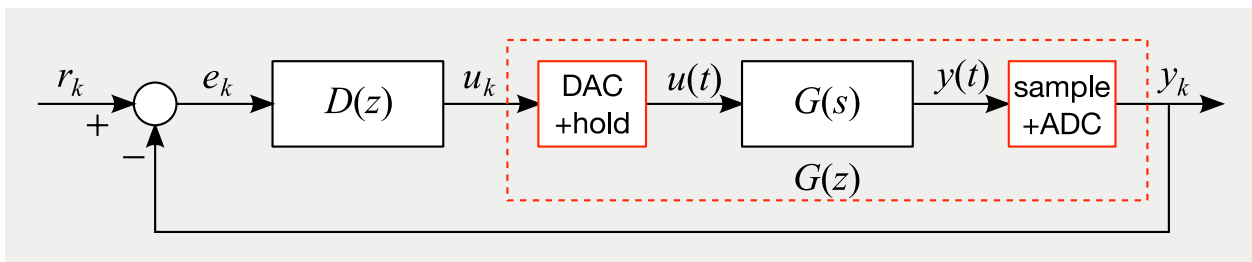 r_k
+
−
e_k
D(z)
u_k
DAC
+hold
u(t)
G(s)
y(t)
sample
+ADC
y_k
G(z)